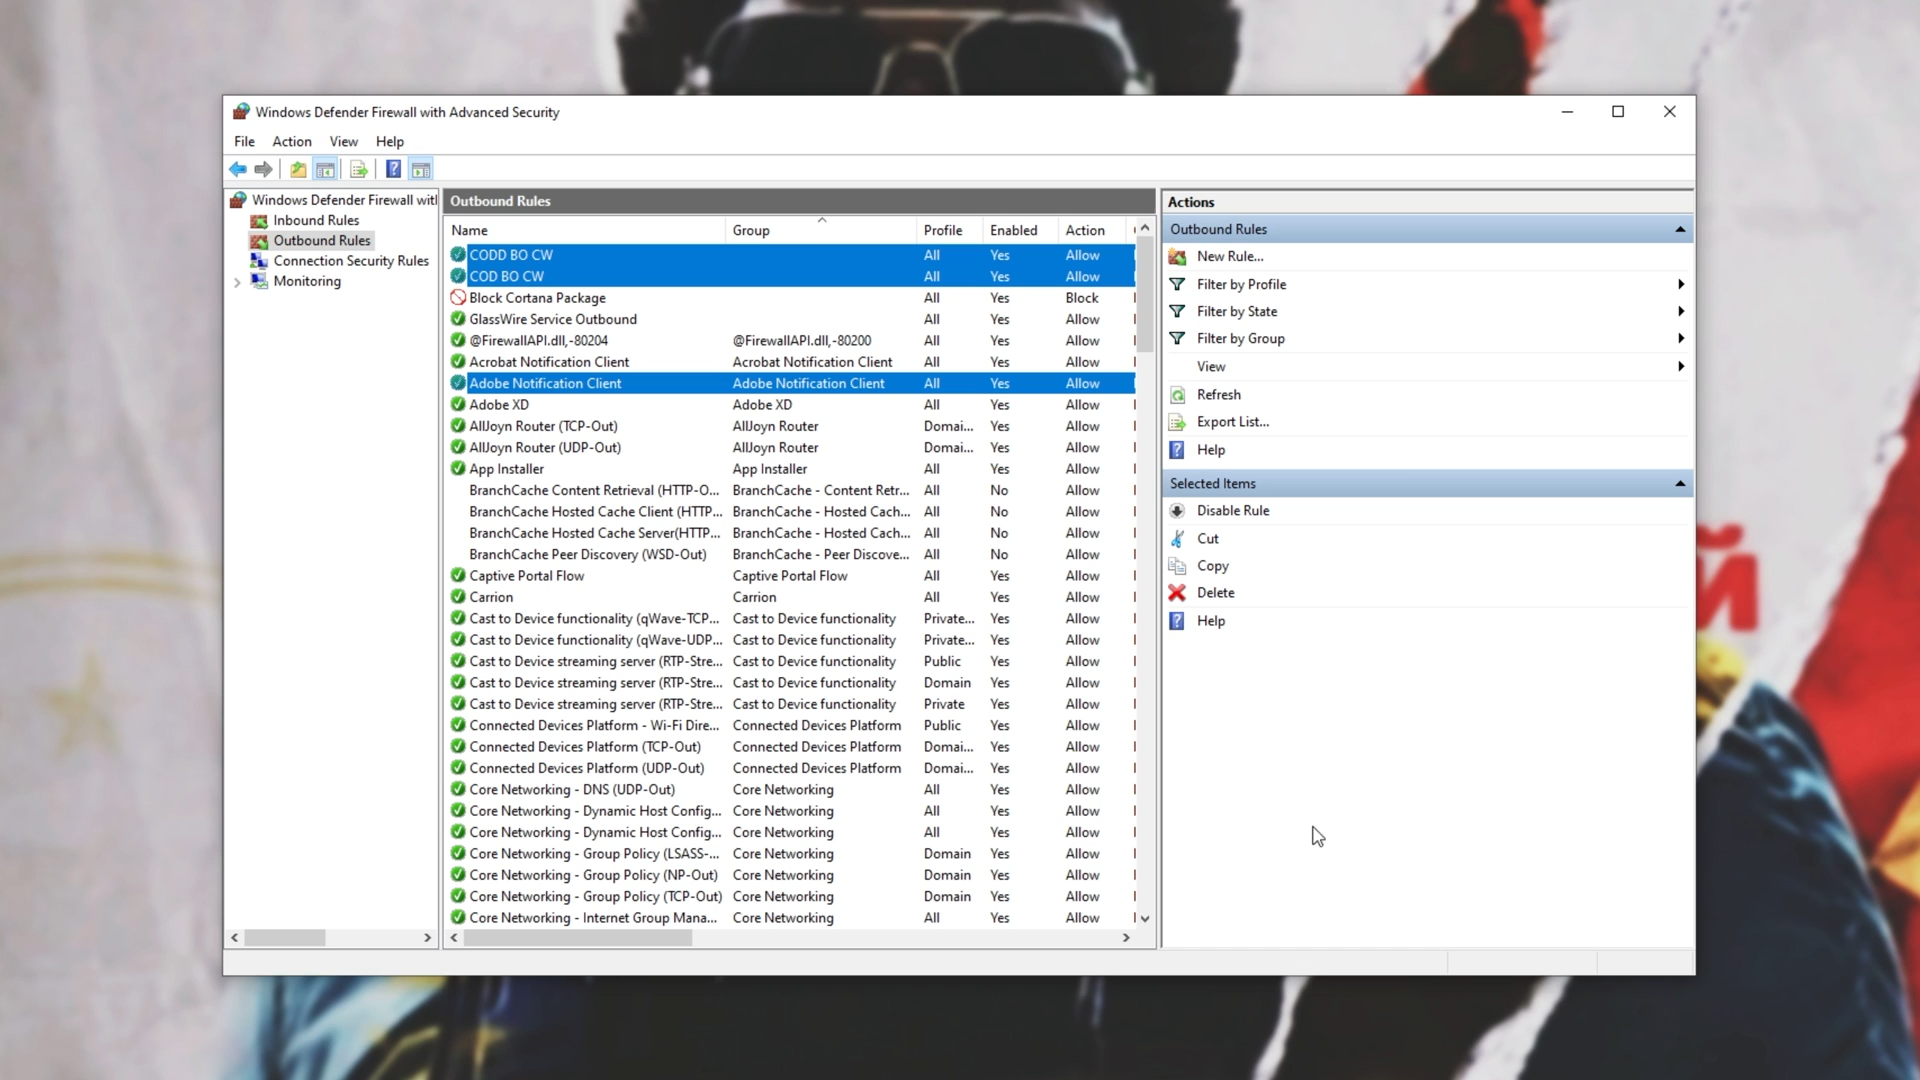 Windows Defender Firewall with Advanced Security
File Action View Help
Windows Defender Firewall with
Inbound Rules
Outbound Rules
Connection Security Rules
Monitoring
Outbound Rules
Name Group Profile Enabled Action
CODD BO CW All Yes Allow
COD BO CW All Yes Allow
Block Cortana Package All Yes Block
GlassWire Service Outbound All Yes Allow
@FirewallAPI.dll,-80204 @FirewallAPI.dll,-80200 All Yes Allow
Acrobat Notification Client Acrobat Notification Client All Yes Allow
Adobe Notification Client Adobe Notification Client All Yes Allow
Adobe XD Adobe XD All Yes Allow
AllJoyn Router (TCP-Out) AllJoyn Router Domai... Yes Allow
AllJoyn Router (UDP-Out) AllJoyn Router Domai... Yes Allow
App Installer App Installer All Yes Allow
BranchCache Content Retrieval (HTTP-O... BranchCache - Content Retr... All No Allow
BranchCache Hosted Cache Client (HTTP... BranchCache - Hosted Cach... All No Allow
BranchCache Hosted Cache Server(HTTP... BranchCache - Hosted Cach... All No Allow
BranchCache Peer Discovery (WSD-Out) BranchCache - Peer Discove... All No Allow
Captive Portal Flow Captive Portal Flow All Yes Allow
Carrion Carrion All Yes Allow
Cast to Device functionality (qWave-TCP... Cast to Device functionality Private... Yes Allow
Cast to Device functionality (qWave-UDP... Cast to Device functionality Private... Yes Allow
Cast to Device streaming server (RTP-Stre... Cast to Device functionality Public Yes Allow
Cast to Device streaming server (RTP-Stre... Cast to Device functionality Domain Yes Allow
Cast to Device streaming server (RTP-Stre... Cast to Device functionality Private Yes Allow
Connected Devices Platform - Wi-Fi Dire... Connected Devices Platform Public Yes Allow
Connected Devices Platform (TCP-Out) Connected Devices Platform Domai... Yes Allow
Connected Devices Platform (UDP-Out) Connected Devices Platform Domai... Yes Allow
Core Networking - DNS (UDP-Out) Core Networking All Yes Allow
Core Networking - Dynamic Host Config... Core Networking All Yes Allow
Core Networking - Dynamic Host Config... Core Networking All Yes Allow
Core Networking - Group Policy (LSASS-... Core Networking Domain Yes Allow
Core Networking - Group Policy (NP-Out) Core Networking Domain Yes Allow
Core Networking - Group Policy (TCP-Out) Core Networking Domain Yes Allow
Core Networking - Internet Group Mana... Core Networking All Yes Allow
Actions
Outbound Rules
New Rule...
Filter by Profile
Filter by State
Filter by Group
View
Refresh
Export List...
Help
Selected Items
Disable Rule
Cut
Copy
Delete
Help
Й